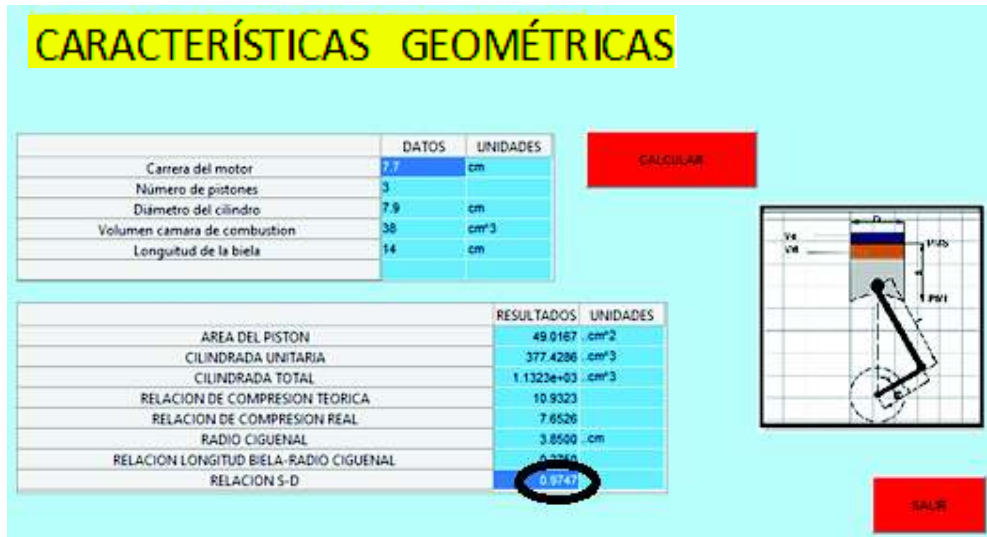 CARACTERÍSTICAS GEOMÉTRICAS
DATOS UNIDADES
Carrera del motor 7.7 cm
Número de pistones 3
Diámetro del cilindro 7.9 cm
Volumen camara de combustion 38 cm^3
Longuitud de la biela 14 cm
CALCULAR
D
PMS
PMI
RESULTADOS UNIDADES
AREA DEL PISTON 49.0167 ..cm^2
CILINDRADA UNITARIA 377.4286 ..cm^3
CILINDRADA TOTAL 1.1323e+03 ..cm^3
RELACION DE COMPRESION TEORICA 10.9323
RELACION DE COMPRESION REAL 7.6526
RADIO CIGUENAL 3.8500 ..cm
RELACION LONGITUD BIELA-RADIO CIGUENAL
RELACION S-D 0.9747
SALIR